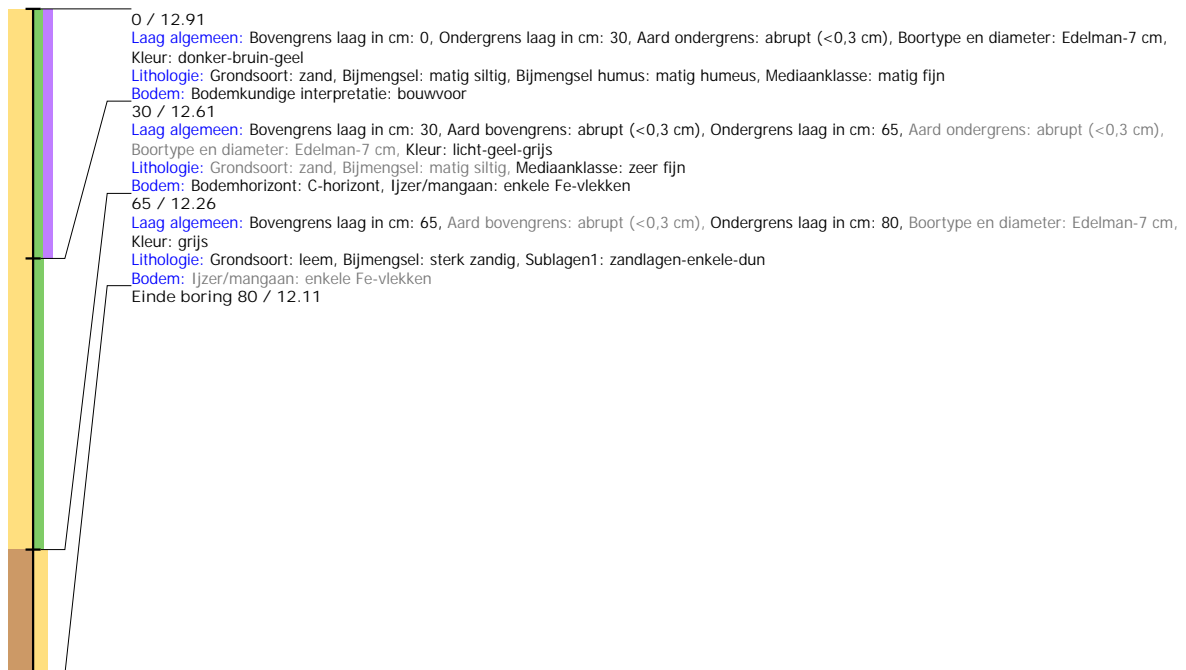 0 / 12.91
Laag algemeen: Bovengrens laag in cm: 0, Ondergrens laag in cm: 30, Aard ondergrens: abrupt (<0,3 cm), Boortype en diameter: Edelman-7 cm,
Kleur: donker-bruin-geel
Lithologie: Grondsoort: zand, Bijmengsel: matig siltig, Bijmengsel humus: matig humeus, Mediaanklasse: matig fijn
Bodem: Bodemkundige interpretatie: bouwvoor
30 / 12.61
Laag algemeen: Bovengrens laag in cm: 30, Aard bovengrens: abrupt (<0,3 cm), Ondergrens laag in cm: 65, Aard ondergrens: abrupt (<0,3 cm),
Boortype en diameter: Edelman-7 cm, Kleur: licht-geel-grijs
Lithologie: Grondsoort: zand, Bijmengsel: matig siltig, Mediaanklasse: zeer fijn
Bodem: Bodemhorizont: C-horizont, Ijzer/mangaan: enkele Fe-vlekken
65 / 12.26
Laag algemeen: Bovengrens laag in cm: 65, Aard bovengrens: abrupt (<0,3 cm), Ondergrens laag in cm: 80, Boortype en diameter: Edelman-7 cm,
Kleur: grijs
Lithologie: Grondsoort: leem, Bijmengsel: sterk zandig, Sublagen1: zandlagen-enkele-dun
Bodem: Ijzer/mangaan: enkele Fe-vlekken
Einde boring 80 / 12.11